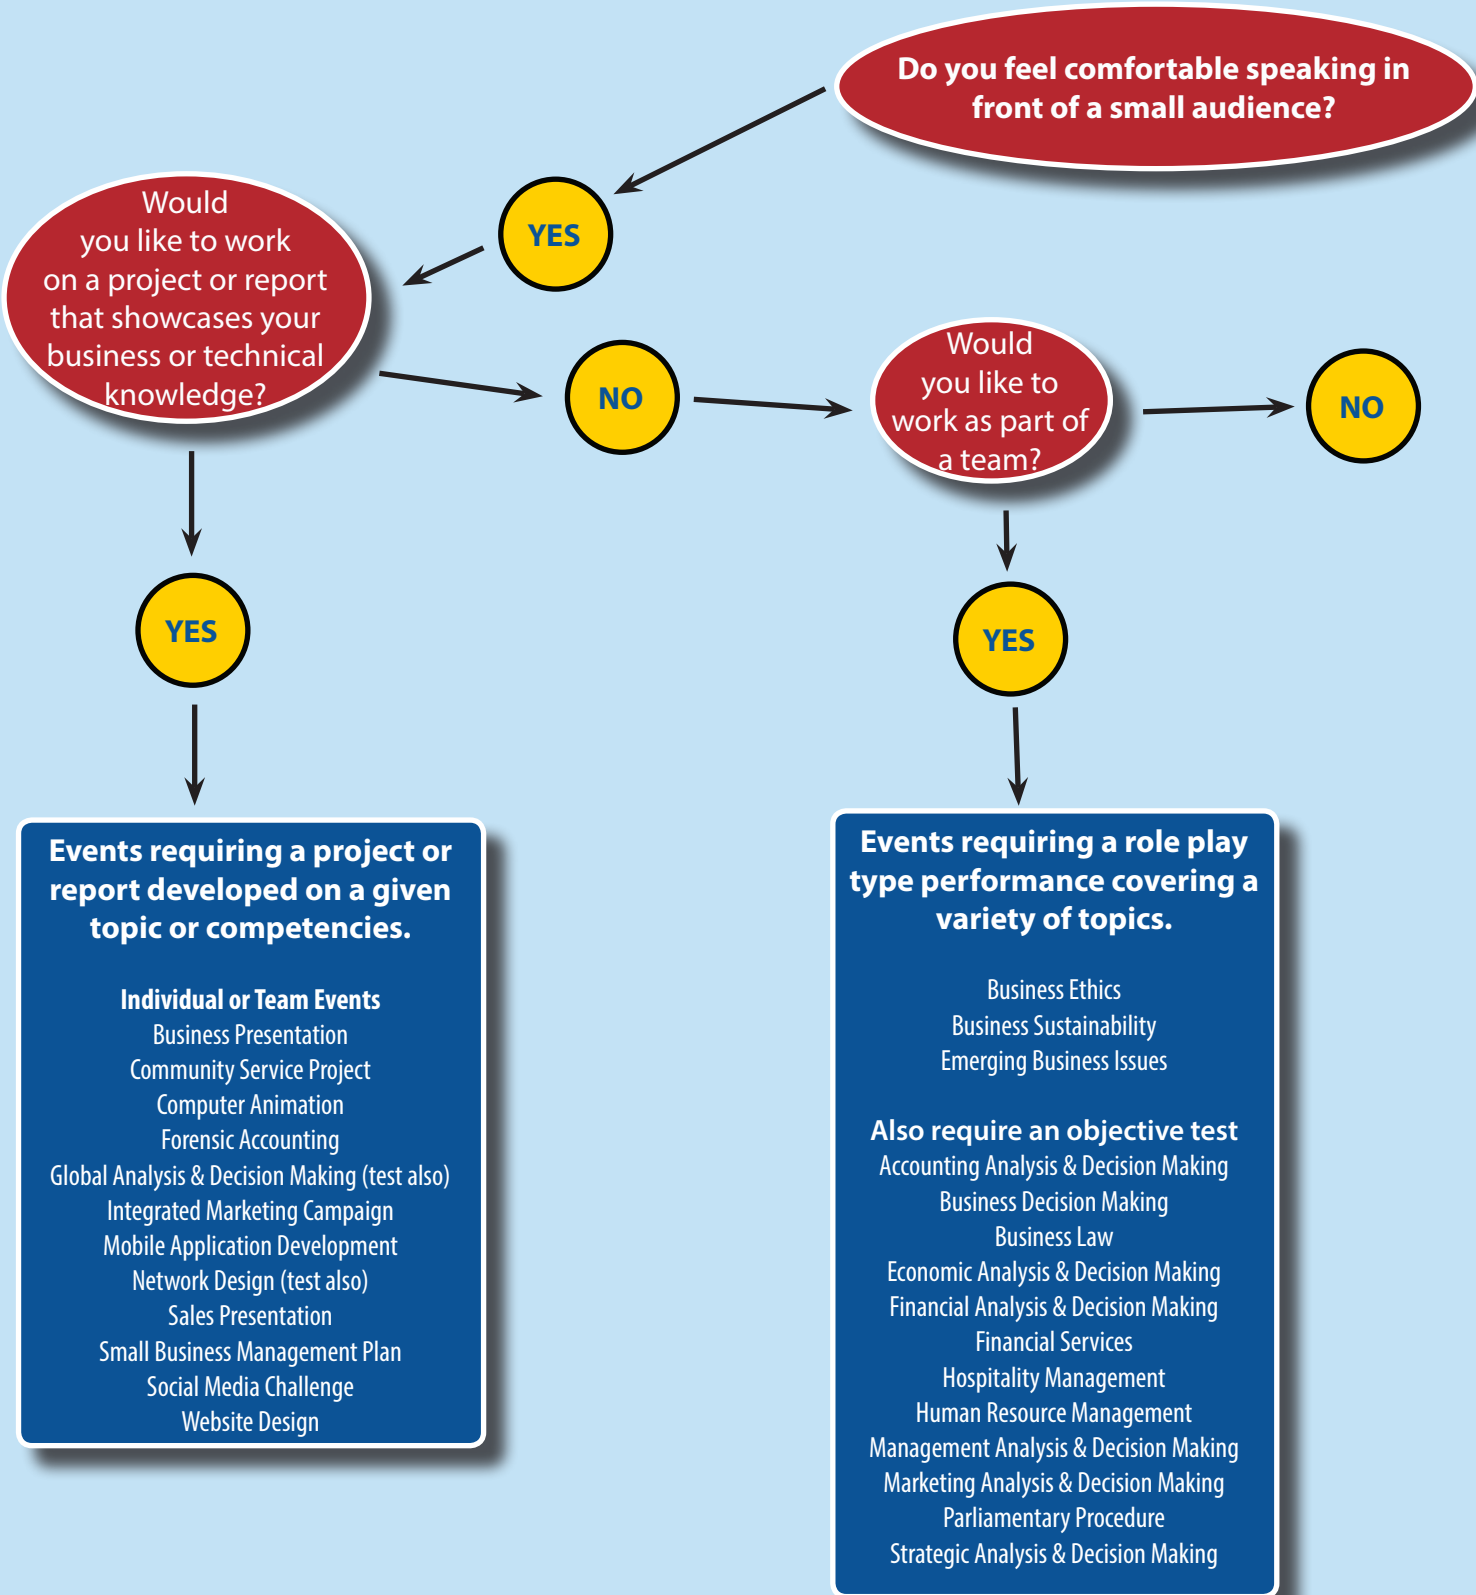 Do you feel comfortable speaking in
front of a small audience?
YES
Would
you like to work
on a project or report
that showcases your
business or technical
knowledge?
NO
Would
you like to
work as part of
a team?
NO
YES
YES
Events requiring a project or
report developed on a given
topic or competencies.
Individual or Team Events
Business Presentation
Community Service Project
Computer Animation
Forensic Accounting
Global Analysis & Decision Making (test also)
Integrated Marketing Campaign
Mobile Application Development
Network Design (test also)
Sales Presentation
Small Business Management Plan
Social Media Challenge
Website Design
Events requiring a role play
type performance covering a
variety of topics.
Business Ethics
Business Sustainability
Emerging Business Issues
Also require an objective test
Accounting Analysis & Decision Making
Business Decision Making
Business Law
Economic Analysis & Decision Making
Financial Analysis & Decision Making
Financial Services
Hospitality Management
Human Resource Management
Management Analysis & Decision Making
Marketing Analysis & Decision Making
Parliamentary Procedure
Strategic Analysis & Decision Making